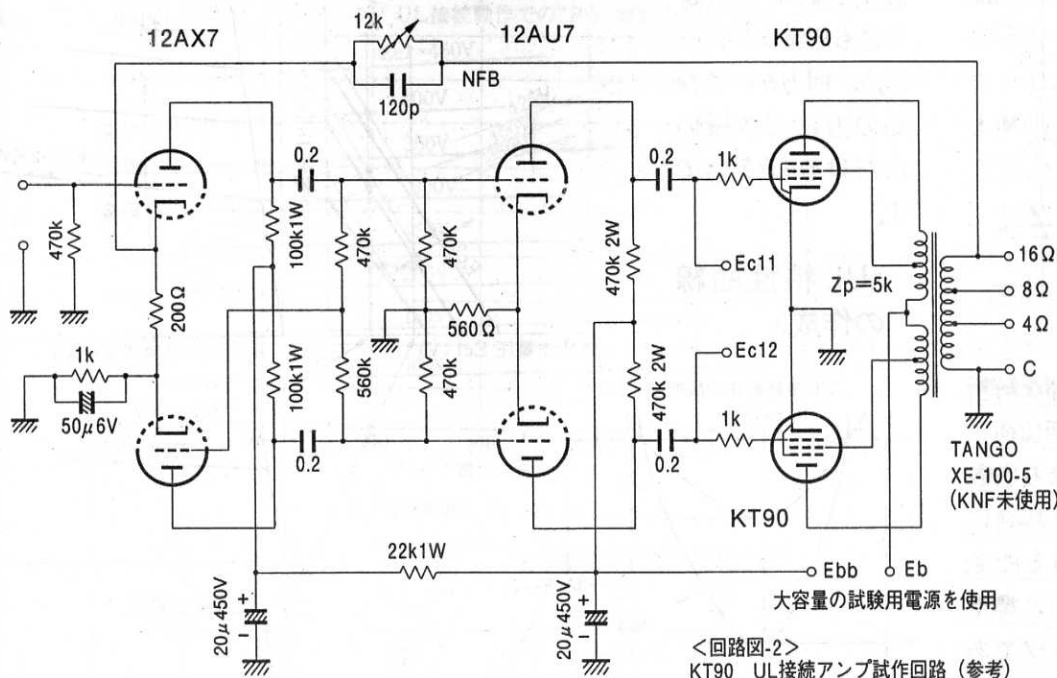 12AX7
12k
12AU7
KT90
NFB
120p
0.2
0.2
1k
470k
100k1W
470k
470K
470k 2W
Ec11
Zp=5k
16Ω
8Ω
4Ω
C
200Ω
560Ω
1k
50μ6V
100k1W
560k
470k
470k 2W
Ec12
1k
0.2
0.2
TANGO
XE-100-5
(KNF未使用)
KT90
22k1W
Ebb
Eb
大容量の試験用電源を使用
+
20μ450V
-
+
20μ450V
-
<回路図-2>
KT90 UL接続アンプ試作回路(参考)